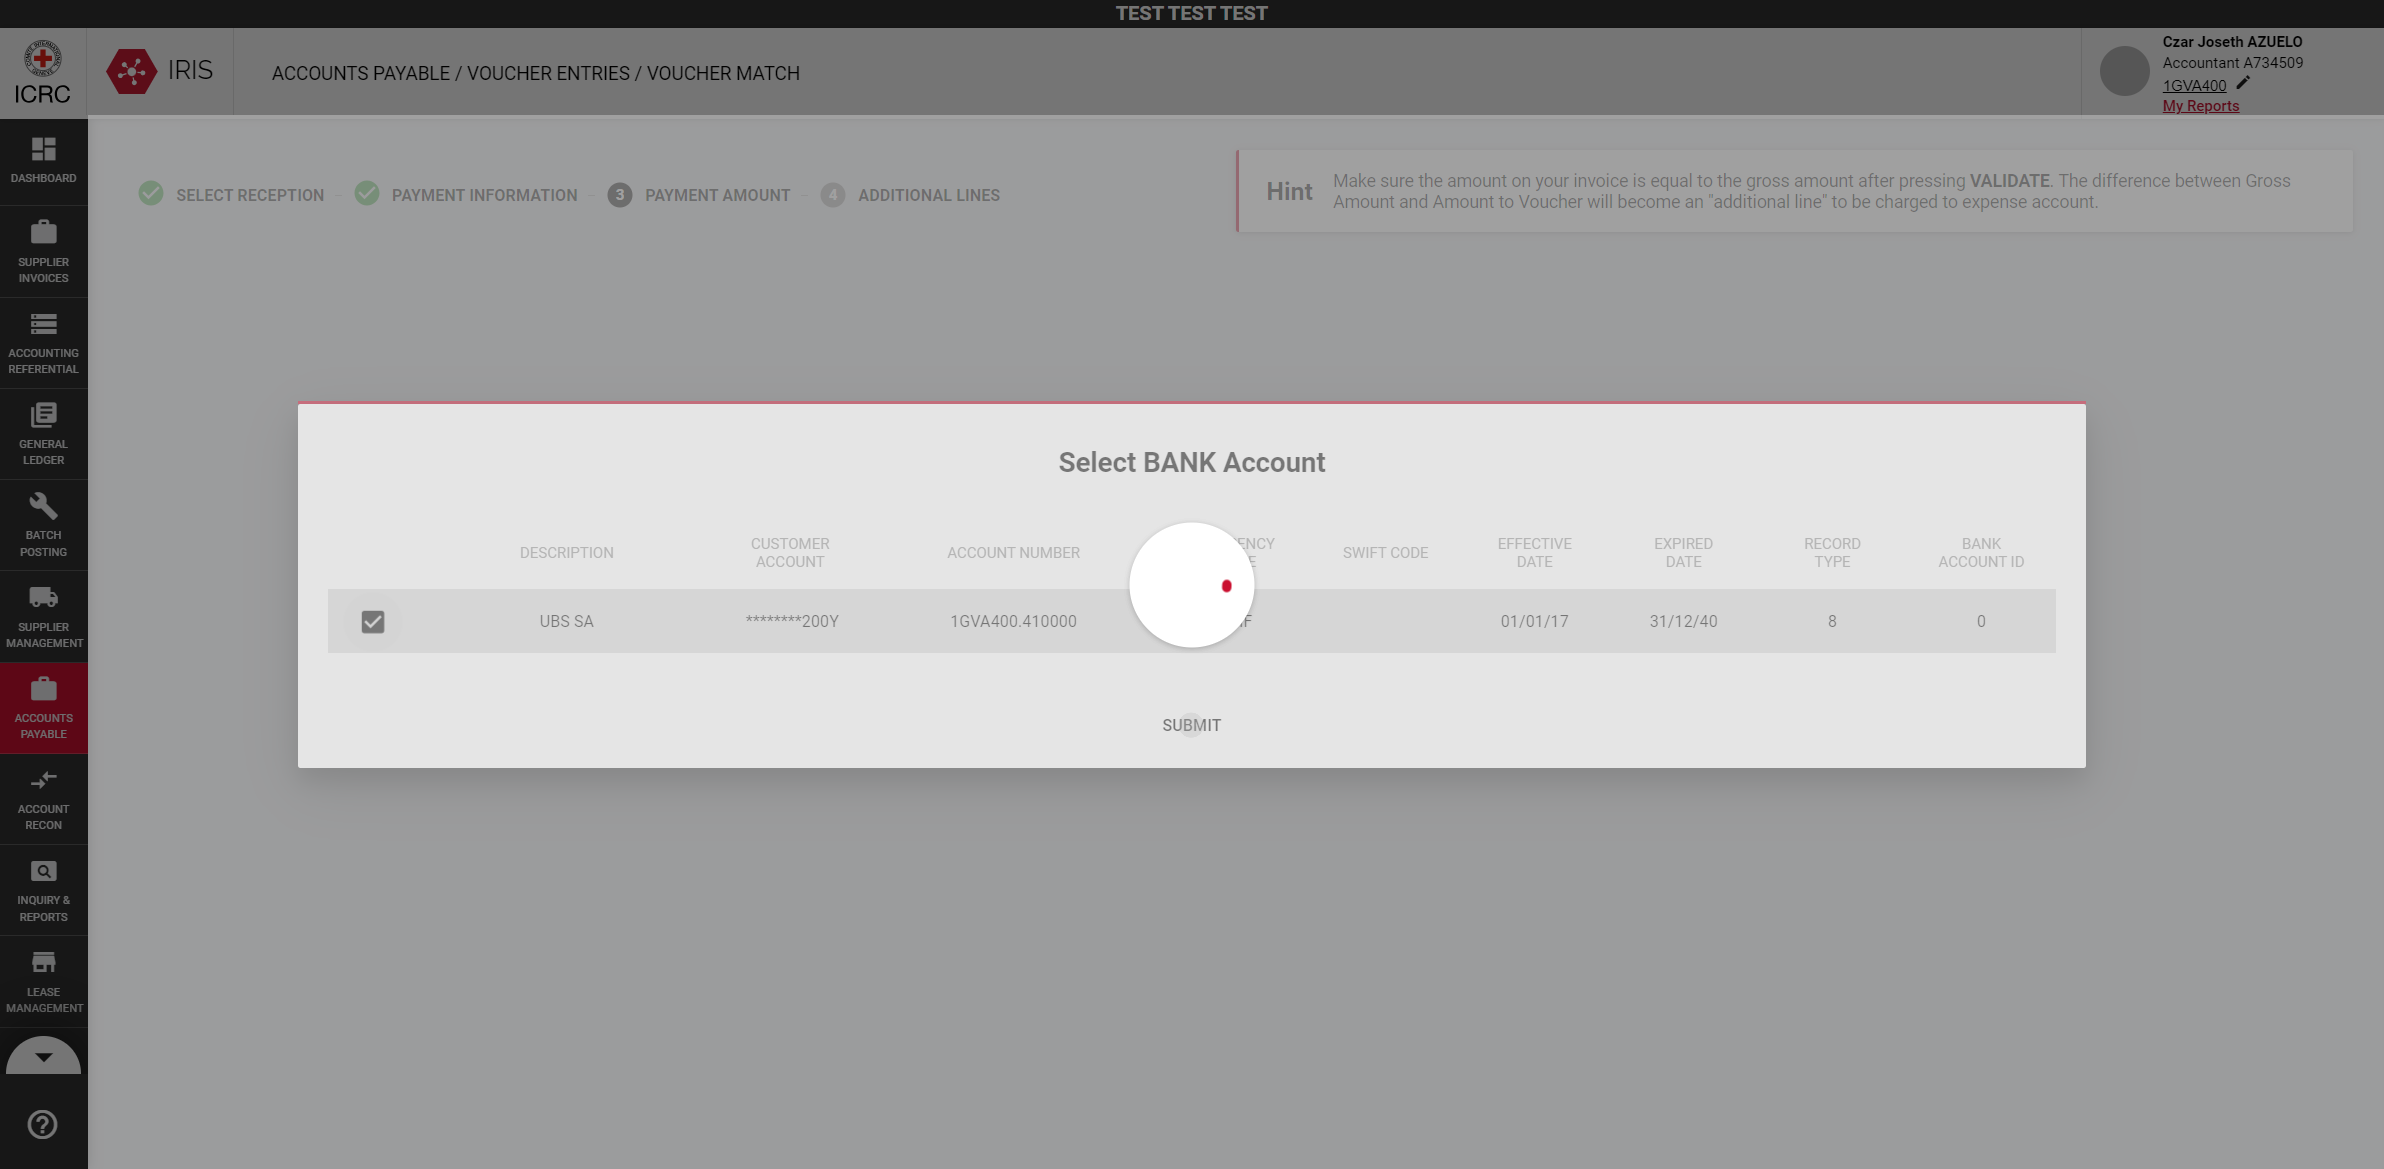 TEST TEST TEST
ICRC
IRIS
ACCOUNTS PAYABLE / VOUCHER ENTRIES / VOUCHER MATCH
Czar Joseth AZUELO
Accountant A734509
1GVA400
My Reports
DASHBOARD
SUPPLIER
INVOICES
ACCOUNTING
REFERENTIAL
GENERAL
LEDGER
BATCH
POSTING
SUPPLIER
MANAGEMENT
ACCOUNTS
PAYABLE
ACCOUNT
RECON
INQUIRY &
REPORTS
LEASE
MANAGEMENT
SELECT RECEPTION
PAYMENT INFORMATION
3 PAYMENT AMOUNT
4 ADDITIONAL LINES
Hint
Make sure the amount on your invoice is equal to the gross amount after pressing VALIDATE. The difference between Gross
Amount and Amount to Voucher will become an "additional line" to be charged to expense account.
Select BANK Account
DESCRIPTION
CUSTOMER
ACCOUNT
ACCOUNT NUMBER
SWIFT CODE
EFFECTIVE
DATE
EXPIRED
DATE
RECORD
TYPE
BANK
ACCOUNT ID
UBS SA
********200Y
1GVA400.410000
01/01/17
31/12/40
8
0
SUBMIT